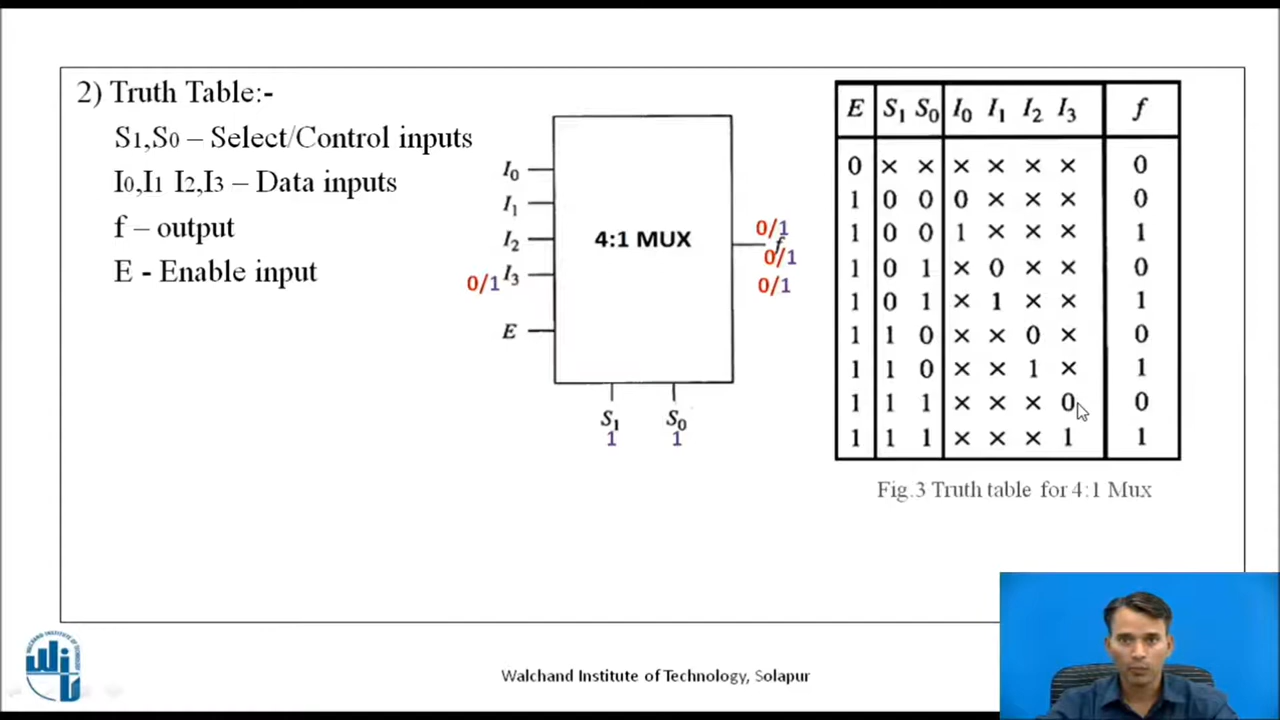 2) Truth Table:-
S1,S0 – Select/Control inputs
I0,I1 I2,I3 – Data inputs
f – output
E - Enable input
I0
I1
I2
0/1 I3
E
4:1 MUX
0/1
f
0/1
0/1
S1 S0
1 1
E S1 S0 I0 I1 I2 I3 f
0 × × × × × × 0
1 0 0 0 × × × 0
1 0 0 1 × × × 1
1 0 1 × 0 × × 0
1 0 1 × 1 × × 1
1 1 0 × × 0 × 0
1 1 0 × × 1 × 1
1 1 1 × × × 0 0
1 1 1 × × × 1 1
Fig.3 Truth table for 4:1 Mux
Walchand Institute of Technology, Solapur